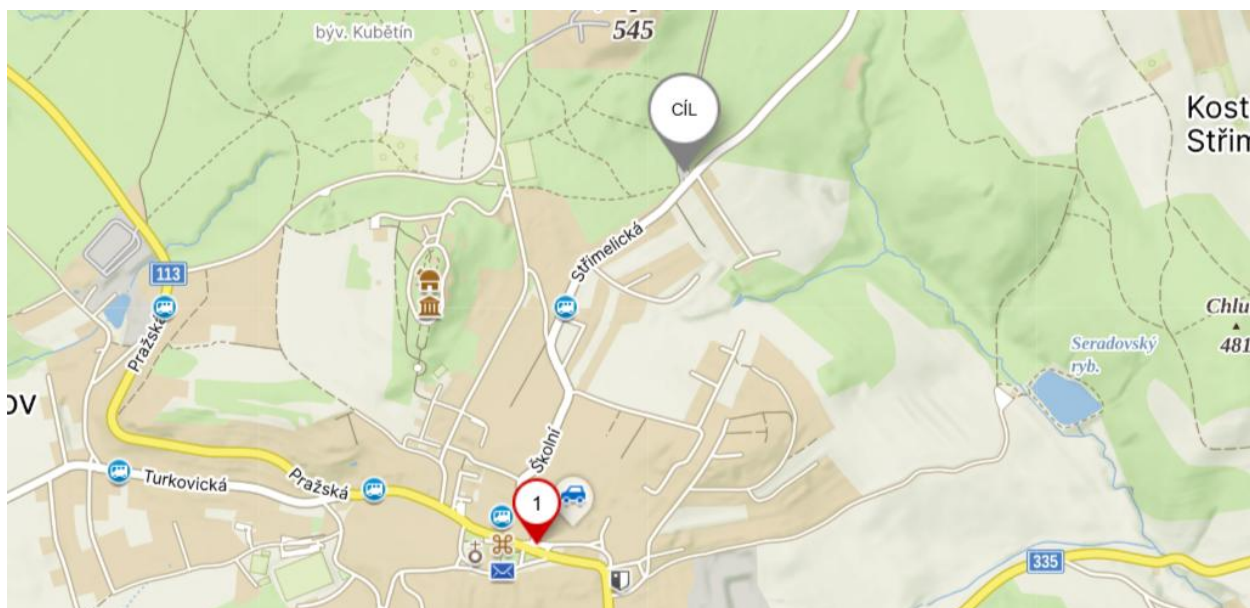 545
býv. Kubětín
CÍL
Kost
Střim
Střimelická
113
Pražská
Chlu
481
Seradovský
ryb.
ov
Školní
Turkovická
Pražská
1
335